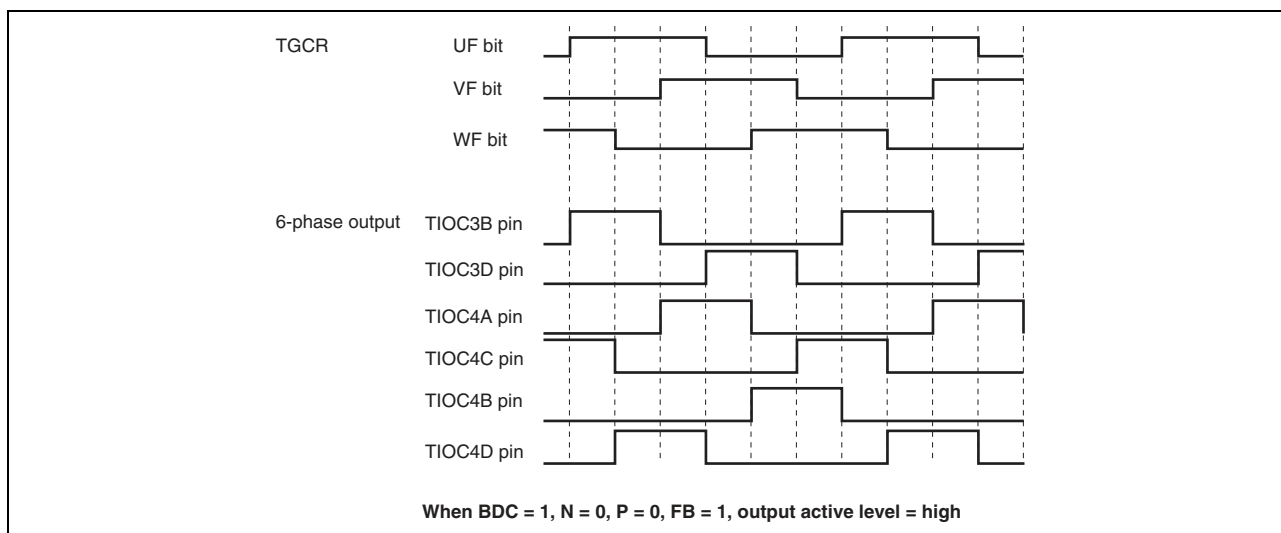 TGCR UF bit
VF bit
WF bit
6-phase output TIOC3B pin
TIOC3D pin
TIOC4A pin
TIOC4C pin
TIOC4B pin
TIOC4D pin
When BDC = 1, N = 0, P = 0, FB = 1, output active level = high